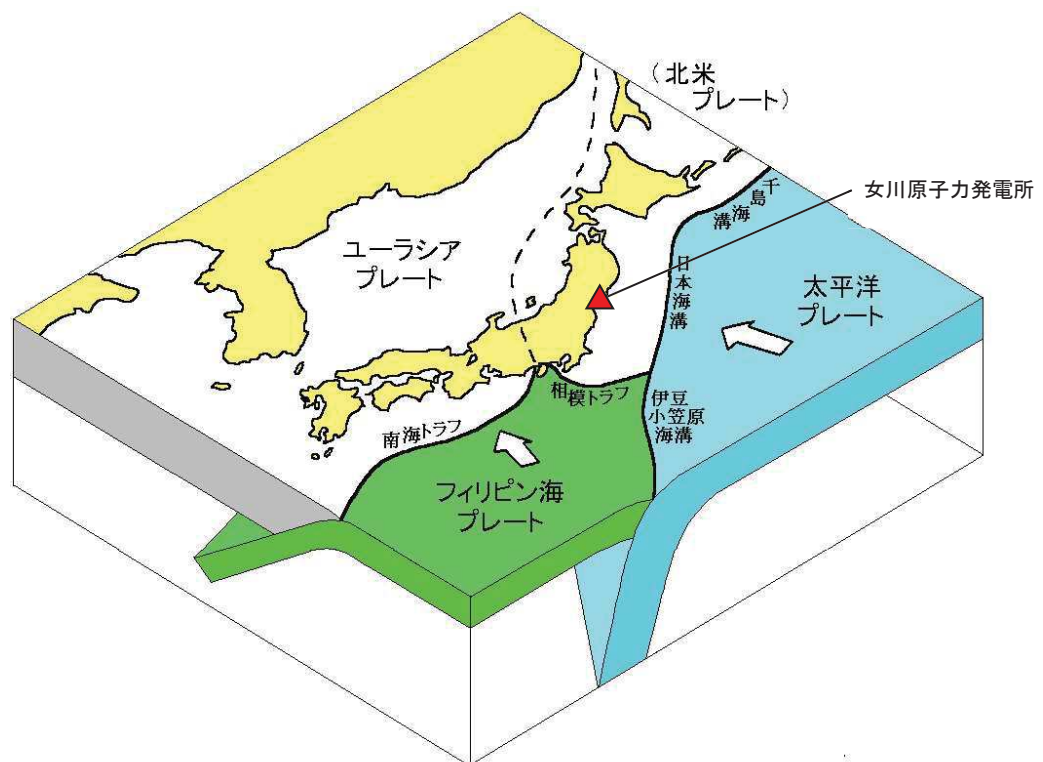 （北米
プレート）
女川原子力発電所
千島海溝
ユーラシア
プレート
日本海溝
太平洋
プレート
相模トラフ
伊豆
小笠原
海溝
南海トラフ
フィリピン海
プレート